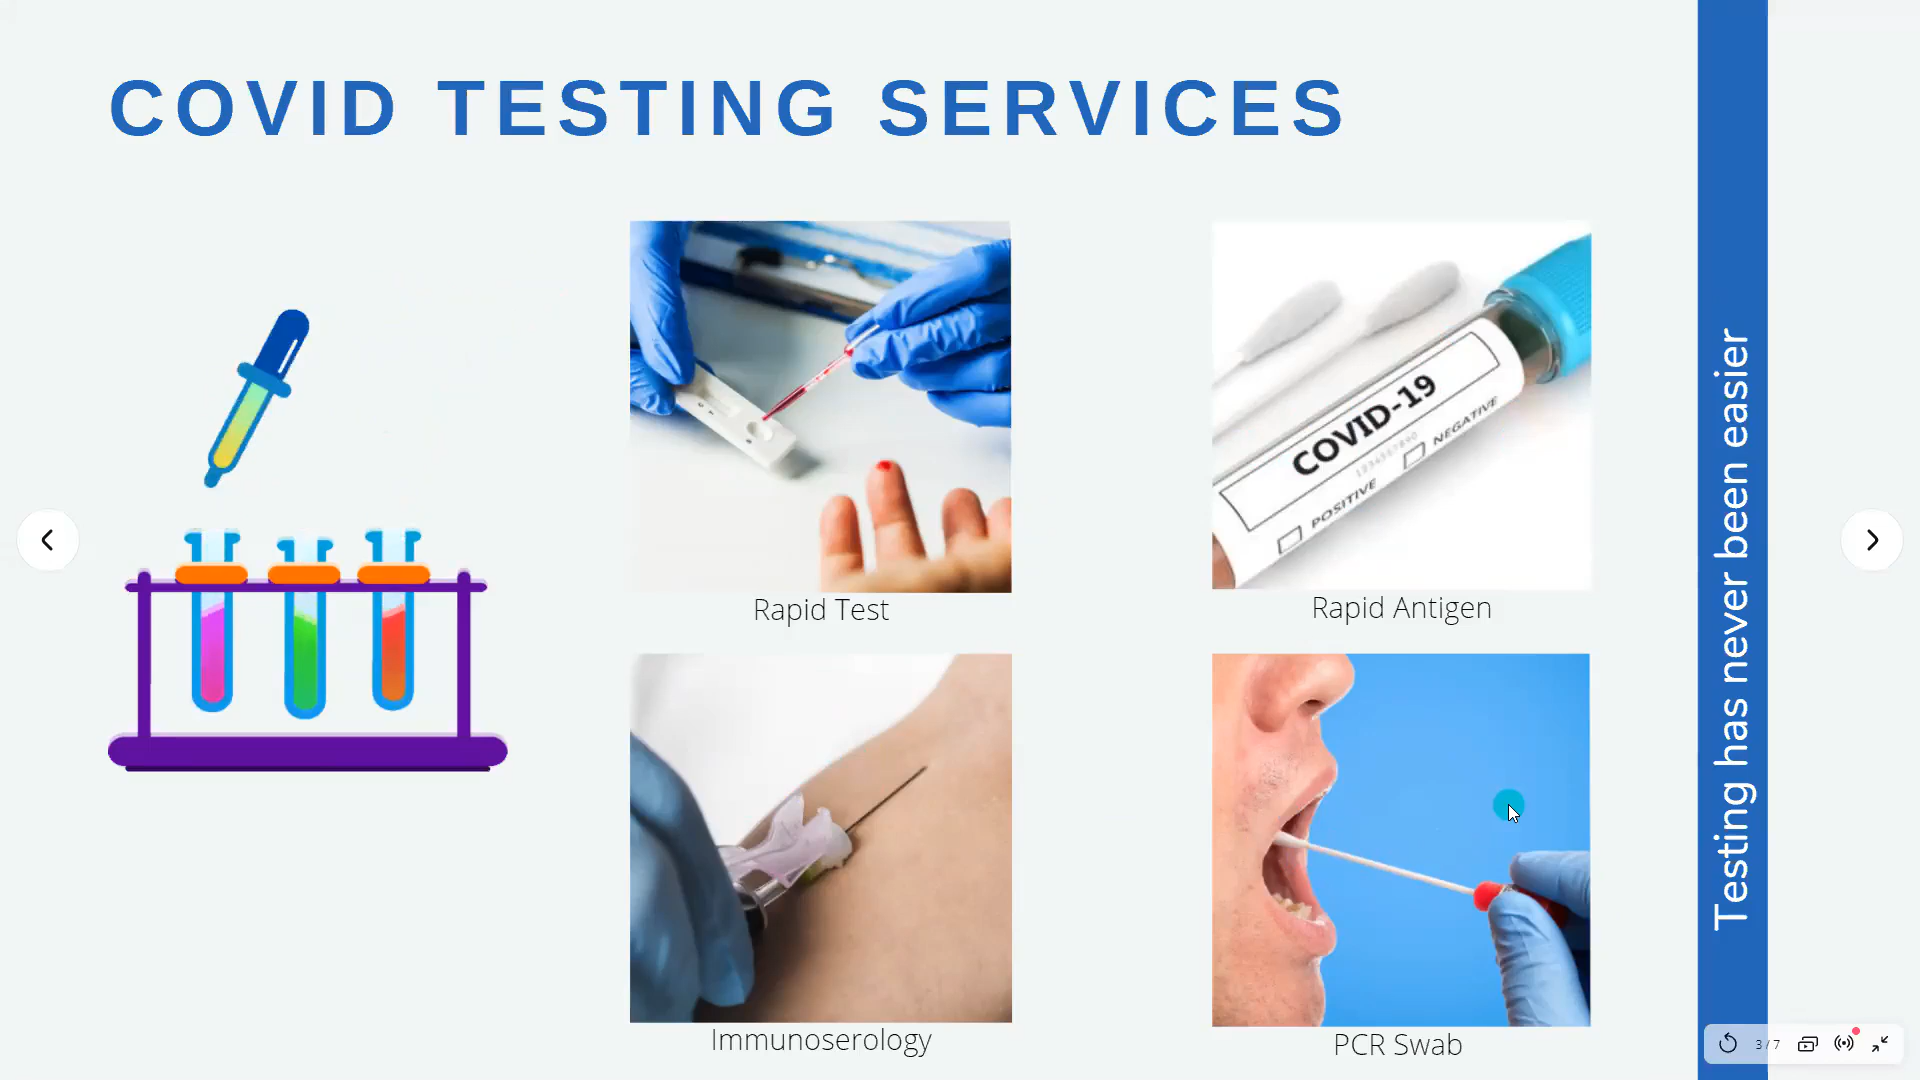 COVID TESTING SERVICES
COVID-19
1234567890
POSITIVE
NEGATIVE
Rapid Test
Rapid Antigen
Immunoserology
PCR Swab
Testing has never been easier
3 / 7